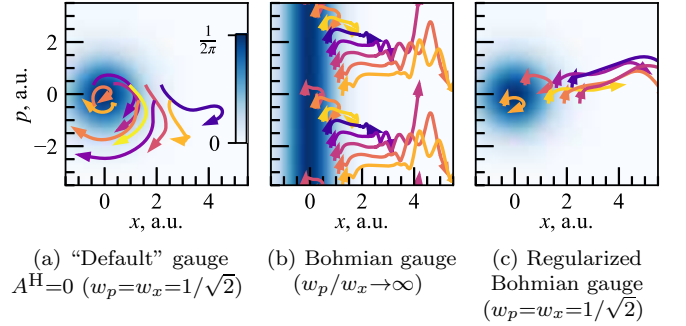 p, a.u.
2
0
−2
1/2π
0
0 2 4
x, a.u.
0 2 4
x, a.u.
0 2 4
x, a.u.
(a) “Default” gauge
A^H=0 (w_p=w_x=1/√2)
(b) Bohmian gauge
(w_p/w_x→∞)
(c) Regularized
Bohmian gauge
(w_p=w_x=1/√2)